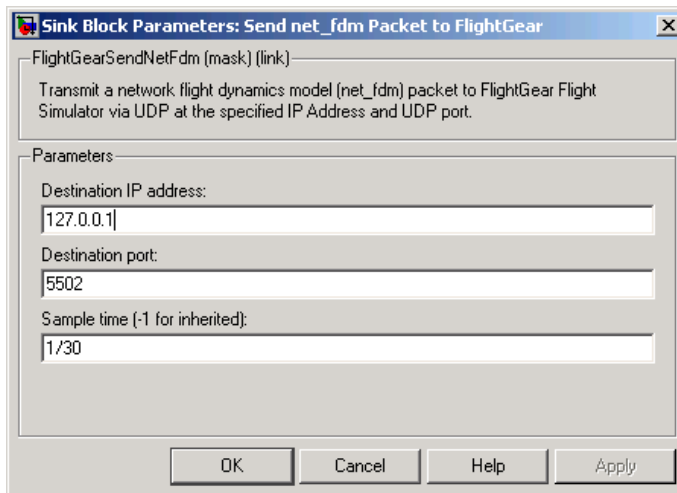 Sink Block Parameters: Send net_fdm Packet to FlightGear
FlightGearSendNetFdm (mask) (link)
Transmit a network flight dynamics model (net_fdm) packet to FlightGear Flight
Simulator via UDP at the specified IP Address and UDP port.
Parameters
Destination IP address:
127.0.0.1
Destination port:
5502
Sample time (-1 for inherited):
1/30
OK Cancel Help Apply